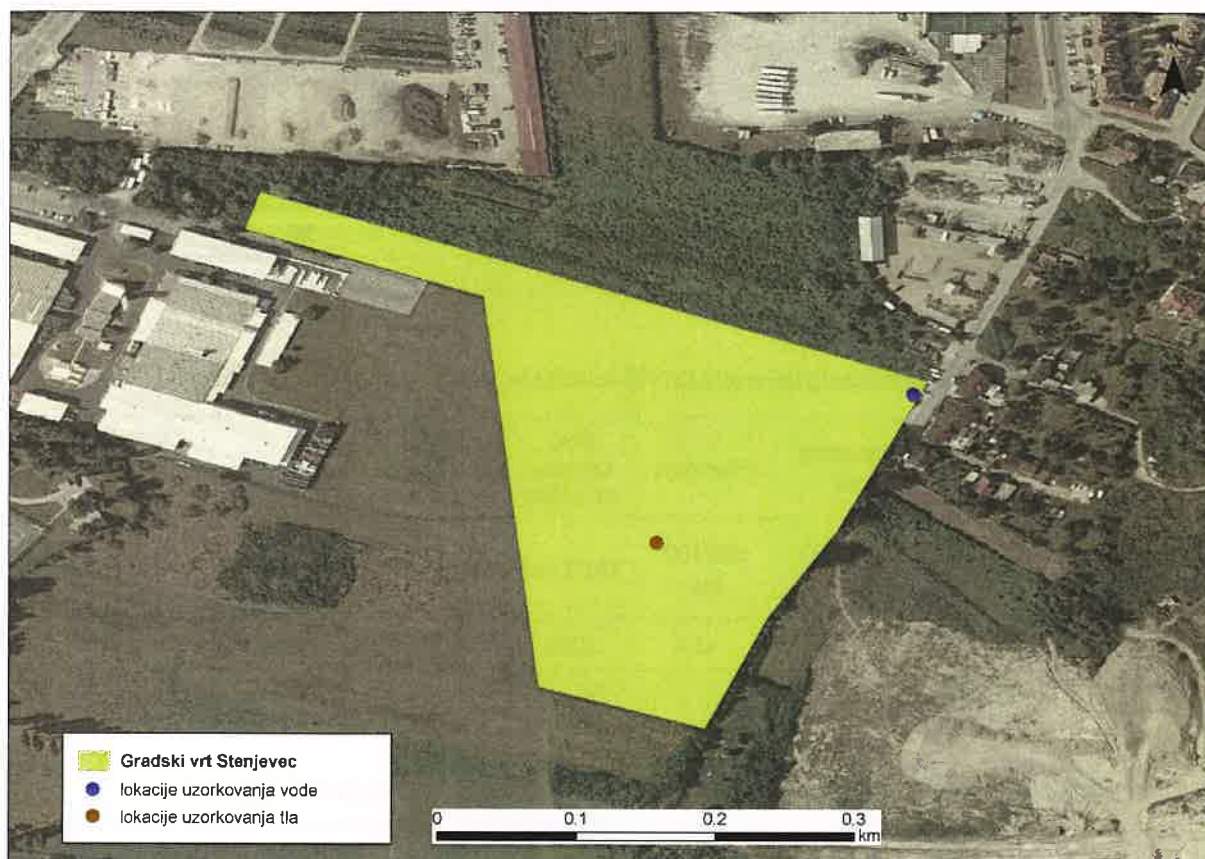 Gradski vrt Stenjevec
lokacije uzorkovanja vode
lokacije uzorkovanja tla
0 0,1 0,2 0,3
km